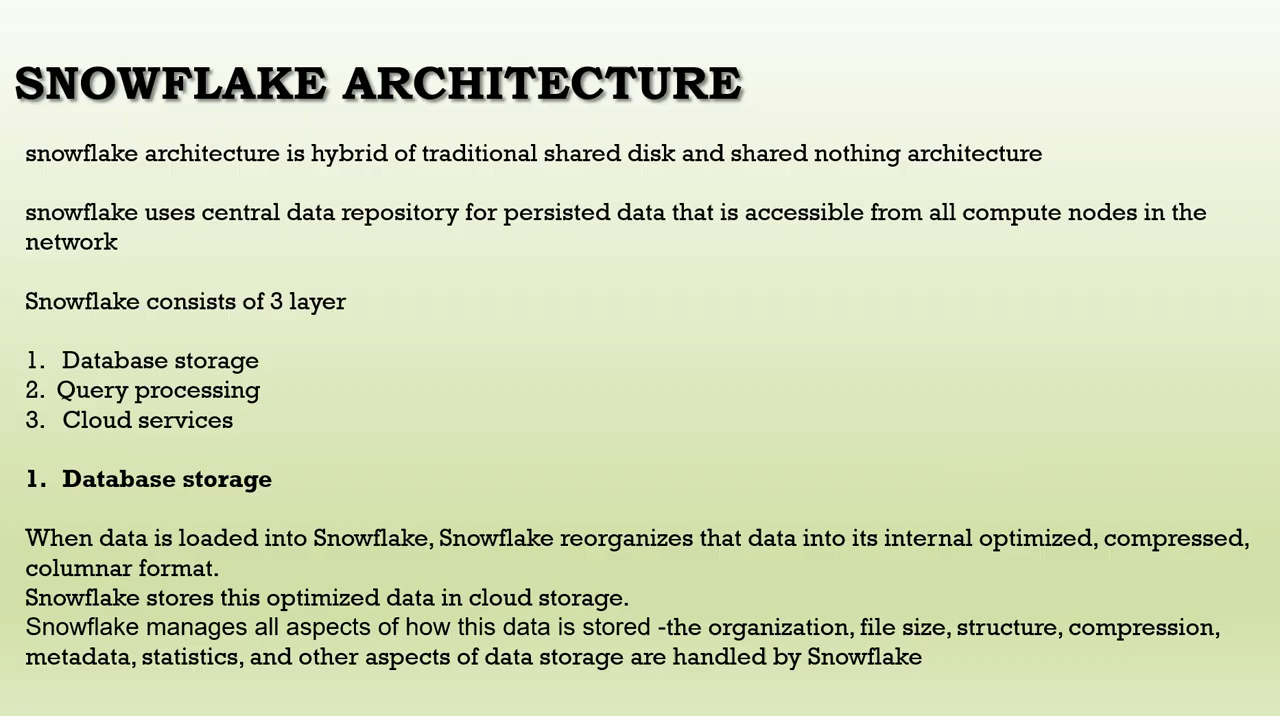 SNOWFLAKE ARCHITECTURE
snowflake architecture is hybrid of traditional shared disk and shared nothing architecture
snowflake uses central data repository for persisted data that is accessible from all compute nodes in the
network
Snowflake consists of 3 layer
1. Database storage
2. Query processing
3. Cloud services
1. Database storage
When data is loaded into Snowflake, Snowflake reorganizes that data into its internal optimized, compressed,
columnar format.
Snowflake stores this optimized data in cloud storage.
Snowflake manages all aspects of how this data is stored -the organization, file size, structure, compression,
metadata, statistics, and other aspects of data storage are handled by Snowflake